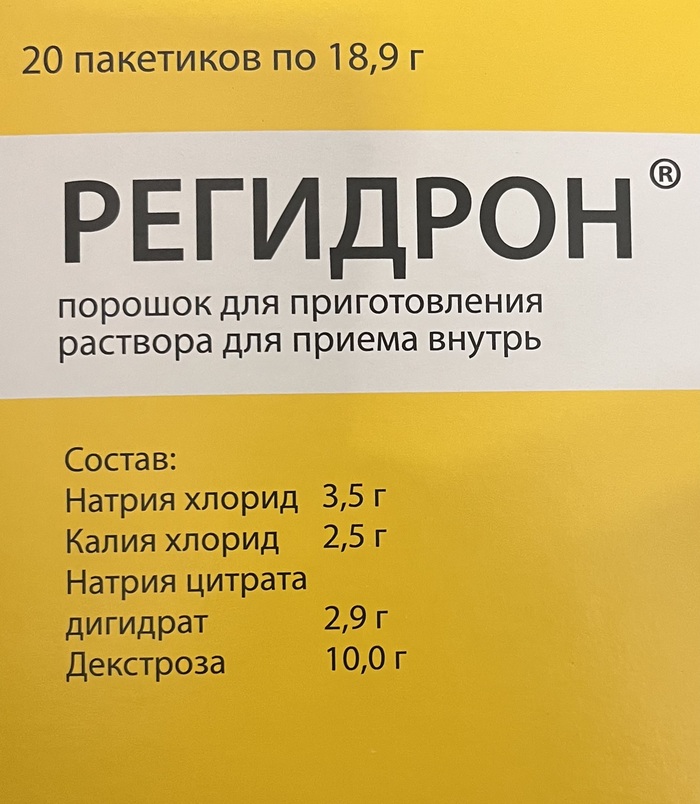 20 пакетиков по 18,9 г
РЕГИДРОН®
порошок для приготовления
раствора для приема внутрь
Состав:
Натрия хлорид 3,5 г
Калия хлорид 2,5 г
Натрия цитрата
дигидрат 2,9 г
Декстроза 10,0 г